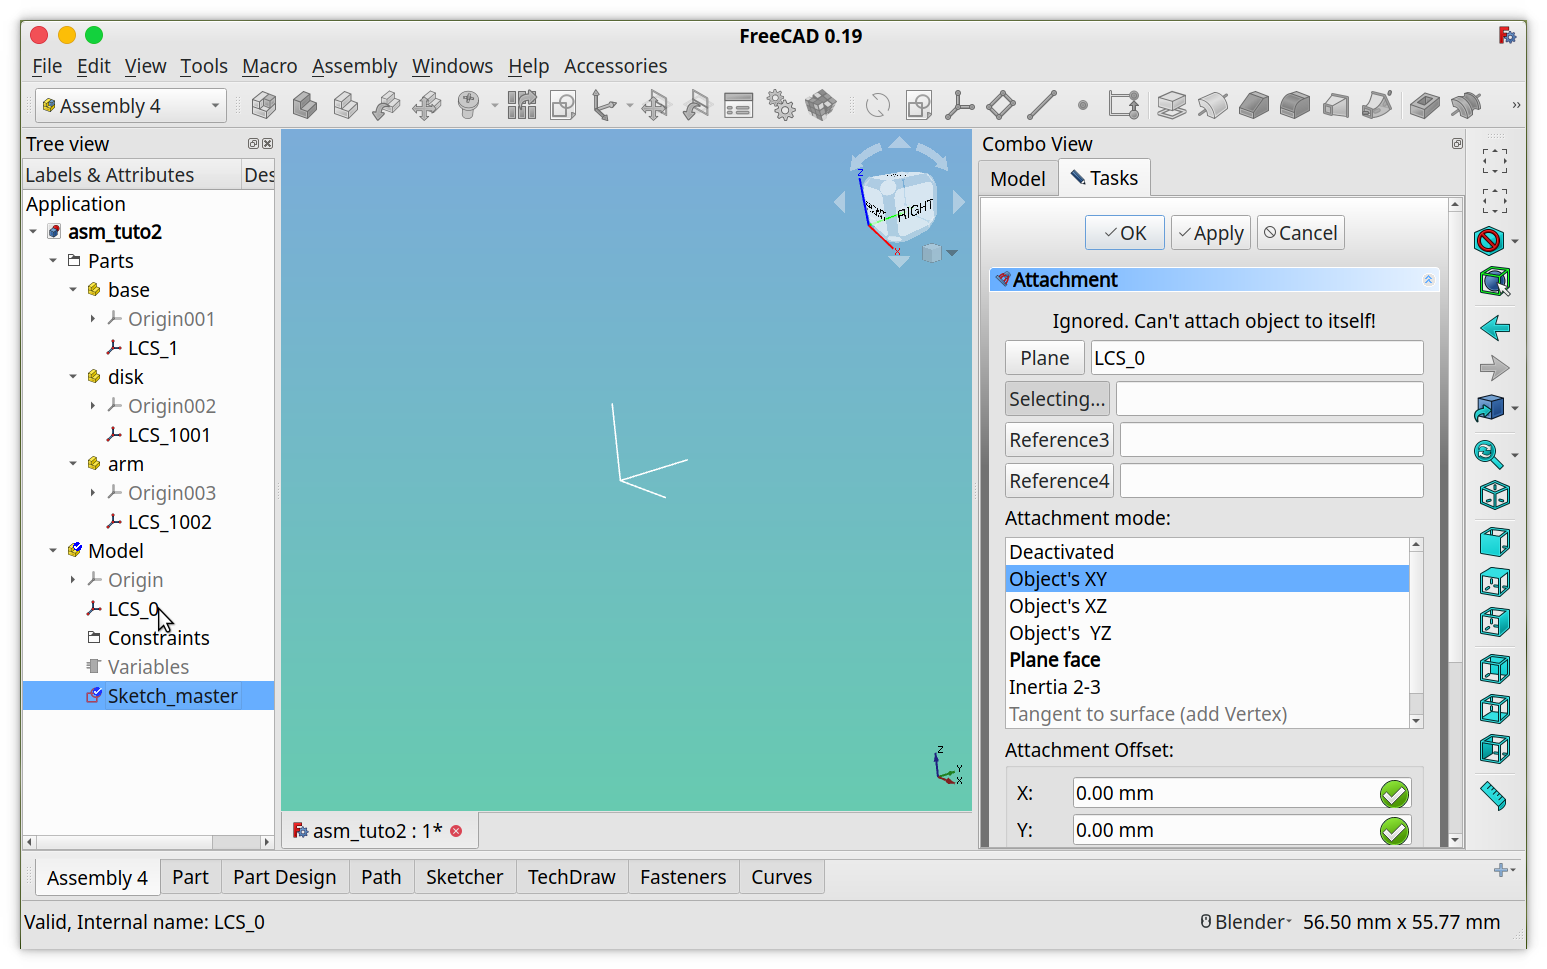 FreeCAD 0.19
File Edit View Tools Macro Assembly Windows Help Accessories
Assembly 4
»
Tree view
Labels & Attributes Des
Application
asm_tuto2
Parts
base
Origin001
LCS_1
disk
Origin002
LCS_1001
arm
Origin003
LCS_1002
Model
Origin
LCS_0
Constraints
Variables
Sketch_master
Z
RIGHT
X
Z
Y
X
asm_tuto2 : 1*
Combo View
Model Tasks
OK Apply Cancel
Attachment
Ignored. Can't attach object to itself!
Plane LCS_0
Selecting...
Reference3
Reference4
Attachment mode:
Deactivated
Object's XY
Object's XZ
Object's  YZ
Plane face
Inertia 2-3
Tangent to surface (add Vertex)
Attachment Offset:
X: 0.00 mm
Y: 0.00 mm
Assembly 4 Part Part Design Path Sketcher TechDraw Fasteners Curves
Valid, Internal name: LCS_0
Blender 56.50 mm x 55.77 mm